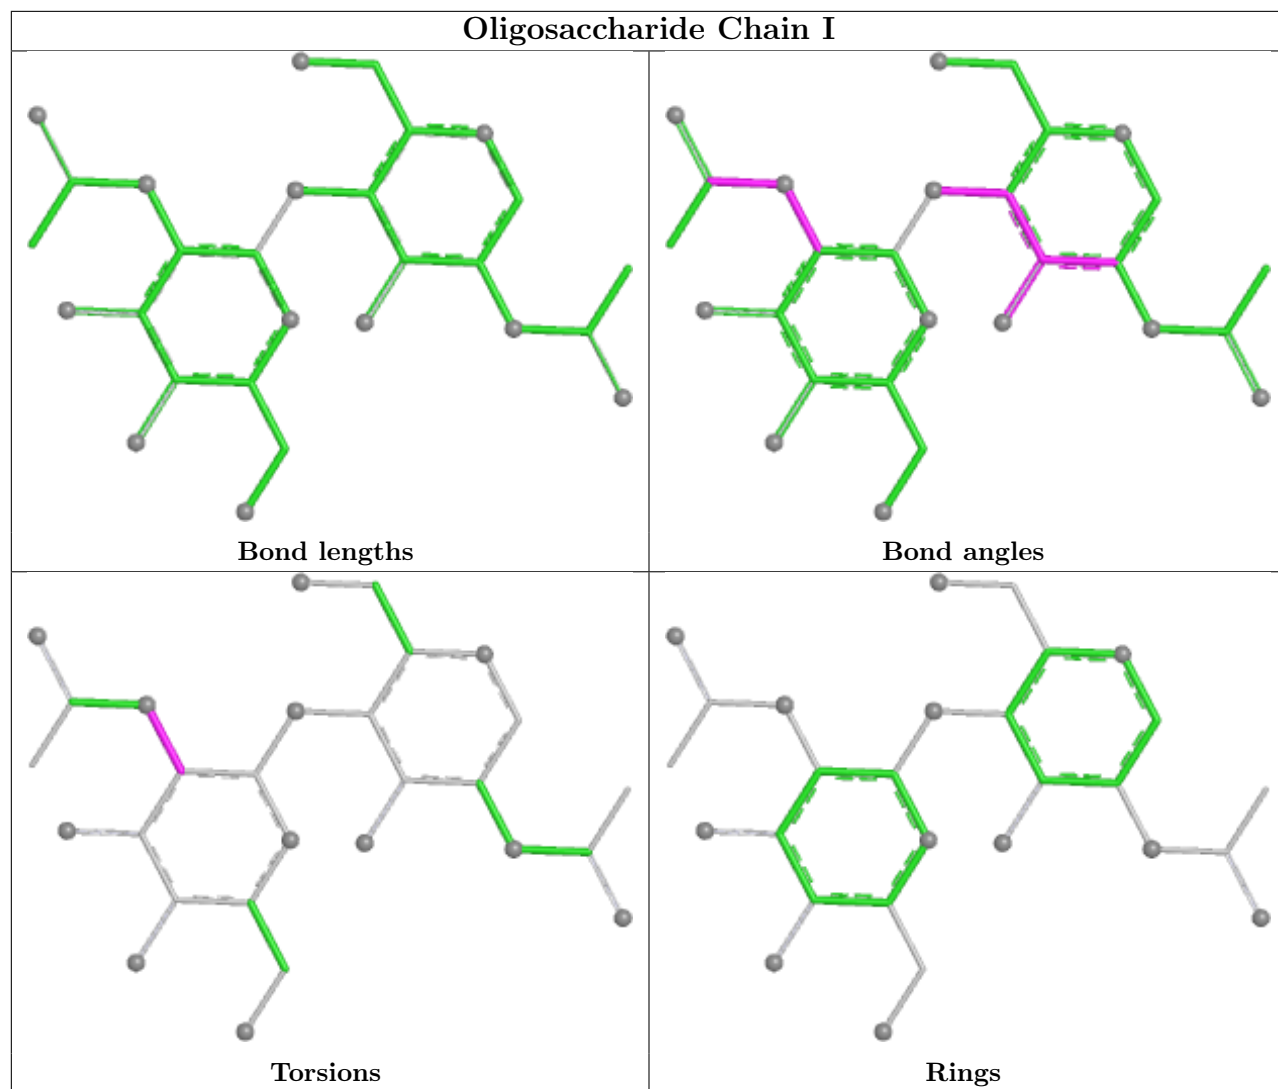 Oligosaccharide Chain I
Bond lengths
Bond angles
Torsions
Rings